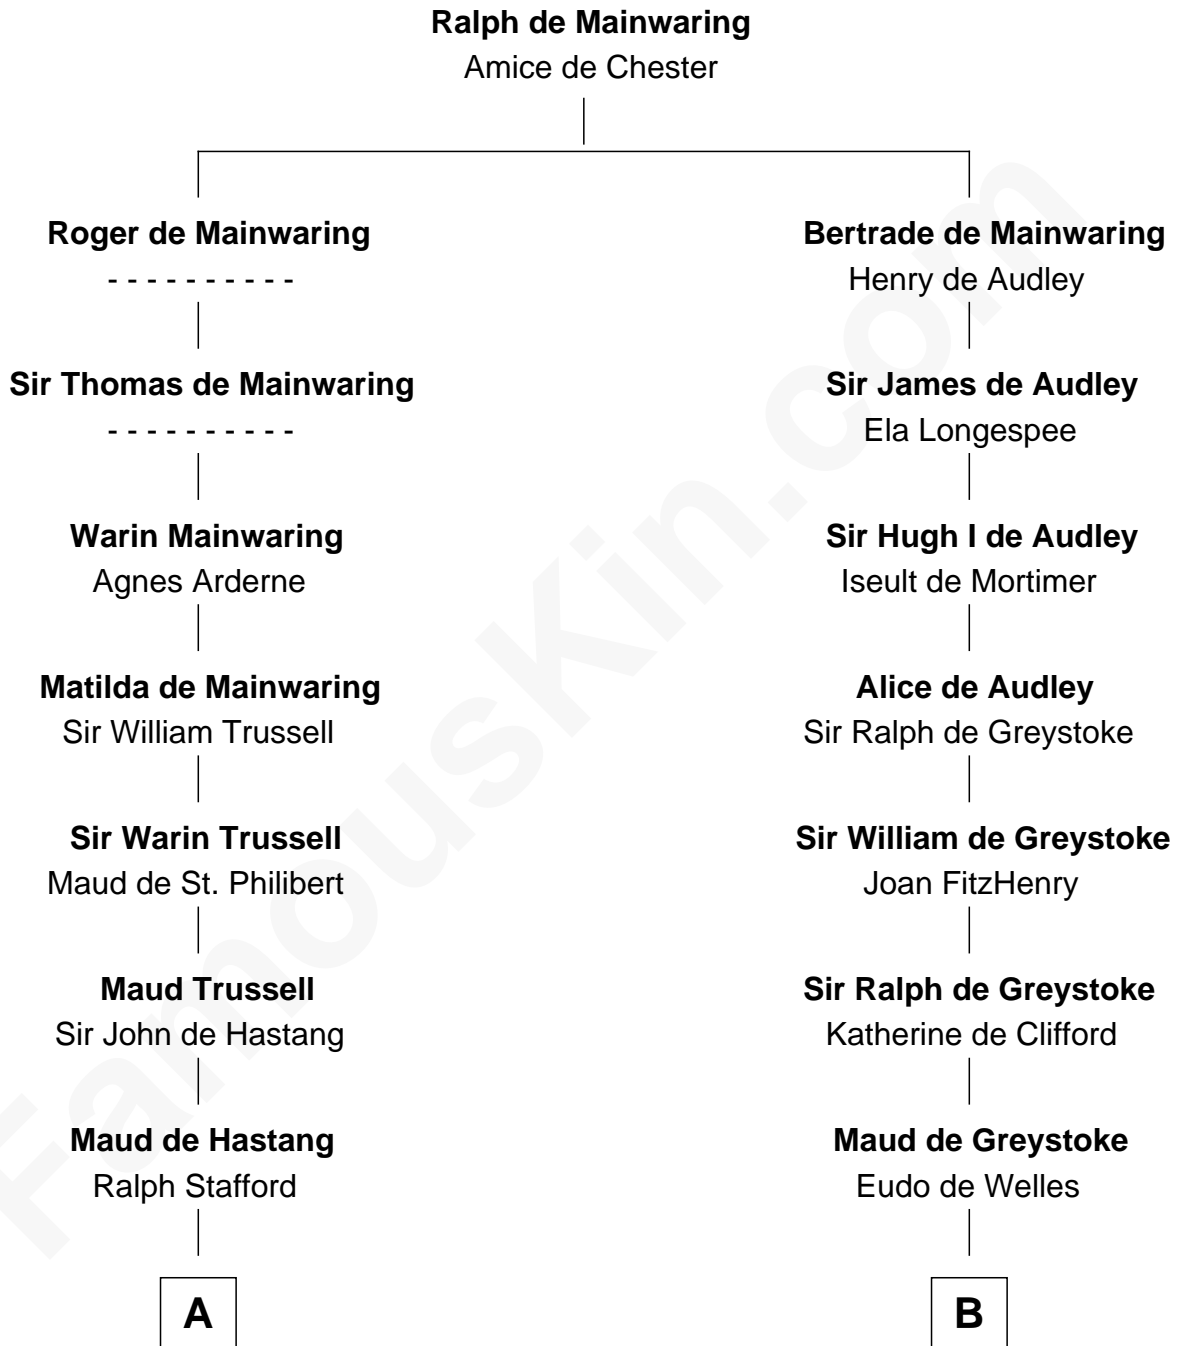 Ralph de Mainwaring
Amice de Chester
Roger de Mainwaring
- - - - - - - - - -
Sir Thomas de Mainwaring
- - - - - - - - - -
Warin Mainwaring
Agnes Arderne
Matilda de Mainwaring
Sir William Trussell
Sir Warin Trussell
Maud de St. Philibert
Maud Trussell
Sir John de Hastang
Maud de Hastang
Ralph Stafford
A
Bertrade de Mainwaring
Henry de Audley
Sir James de Audley
Ela Longespee
Sir Hugh I de Audley
Iseult de Mortimer
Alice de Audley
Sir Ralph de Greystoke
Sir William de Greystoke
Joan FitzHenry
Sir Ralph de Greystoke
Katherine de Clifford
Maud de Greystoke
Eudo de Welles
B
FamousKin.com